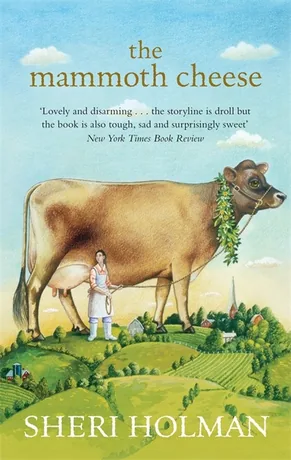 the
mammoth cheese
‘Lovely and disarming . . . the storyline is droll but
the book is also tough, sad and surprisingly sweet’
New York Times Book Review
SHERI HOLMAN